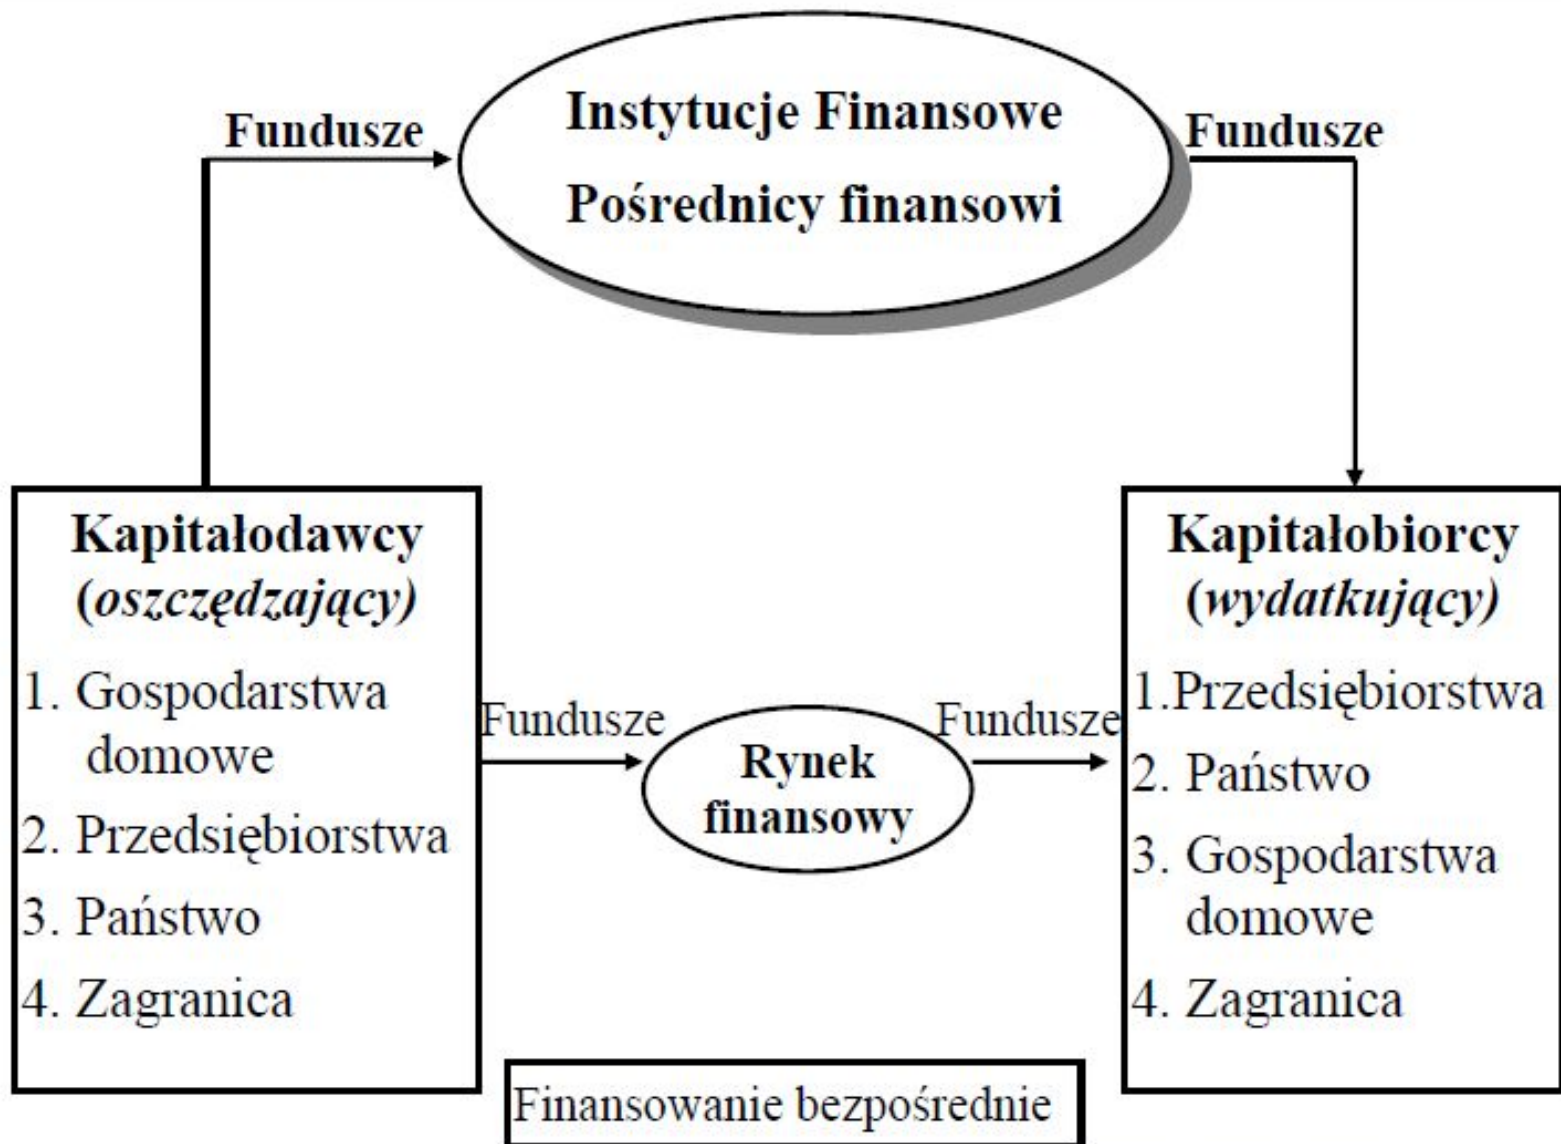 Instytucje Finansowe
Pośrednicy finansowi
Fundusze
Fundusze
Kapitałodawcy
(oszczędzający)
1. Gospodarstwa
domowe
2. Przedsiębiorstwa
3. Państwo
4. Zagranica
Fundusze
Rynek
finansowy
Fundusze
Kapitałobiorcy
(wydatkujący)
1.Przedsiębiorstwa
2. Państwo
3. Gospodarstwa
domowe
4. Zagranica
Finansowanie bezpośrednie